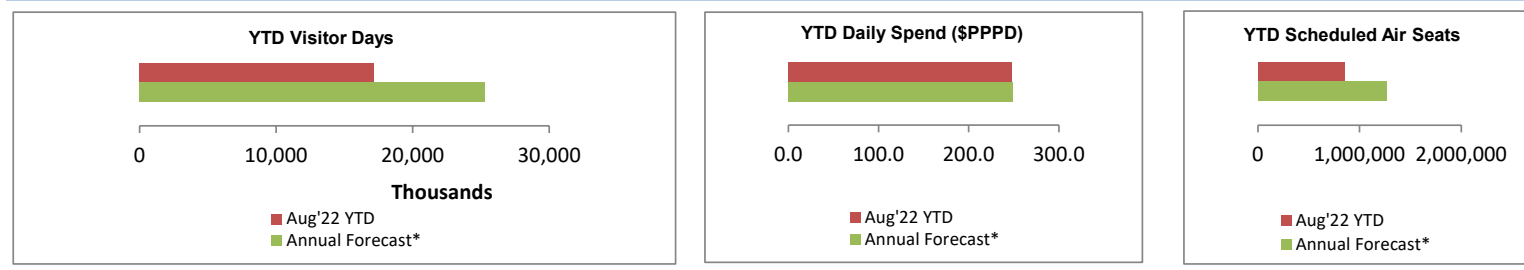 YTD Visitor Days
0 10,000 20,000 30,000
Thousands
Aug'22 YTD
Annual Forecast*
YTD Daily Spend ($PPPD)
0.0 100.0 200.0 300.0
Aug'22 YTD
Annual Forecast*
YTD Scheduled Air Seats
0 1,000,000 2,000,000
Aug'22 YTD
Annual Forecast*